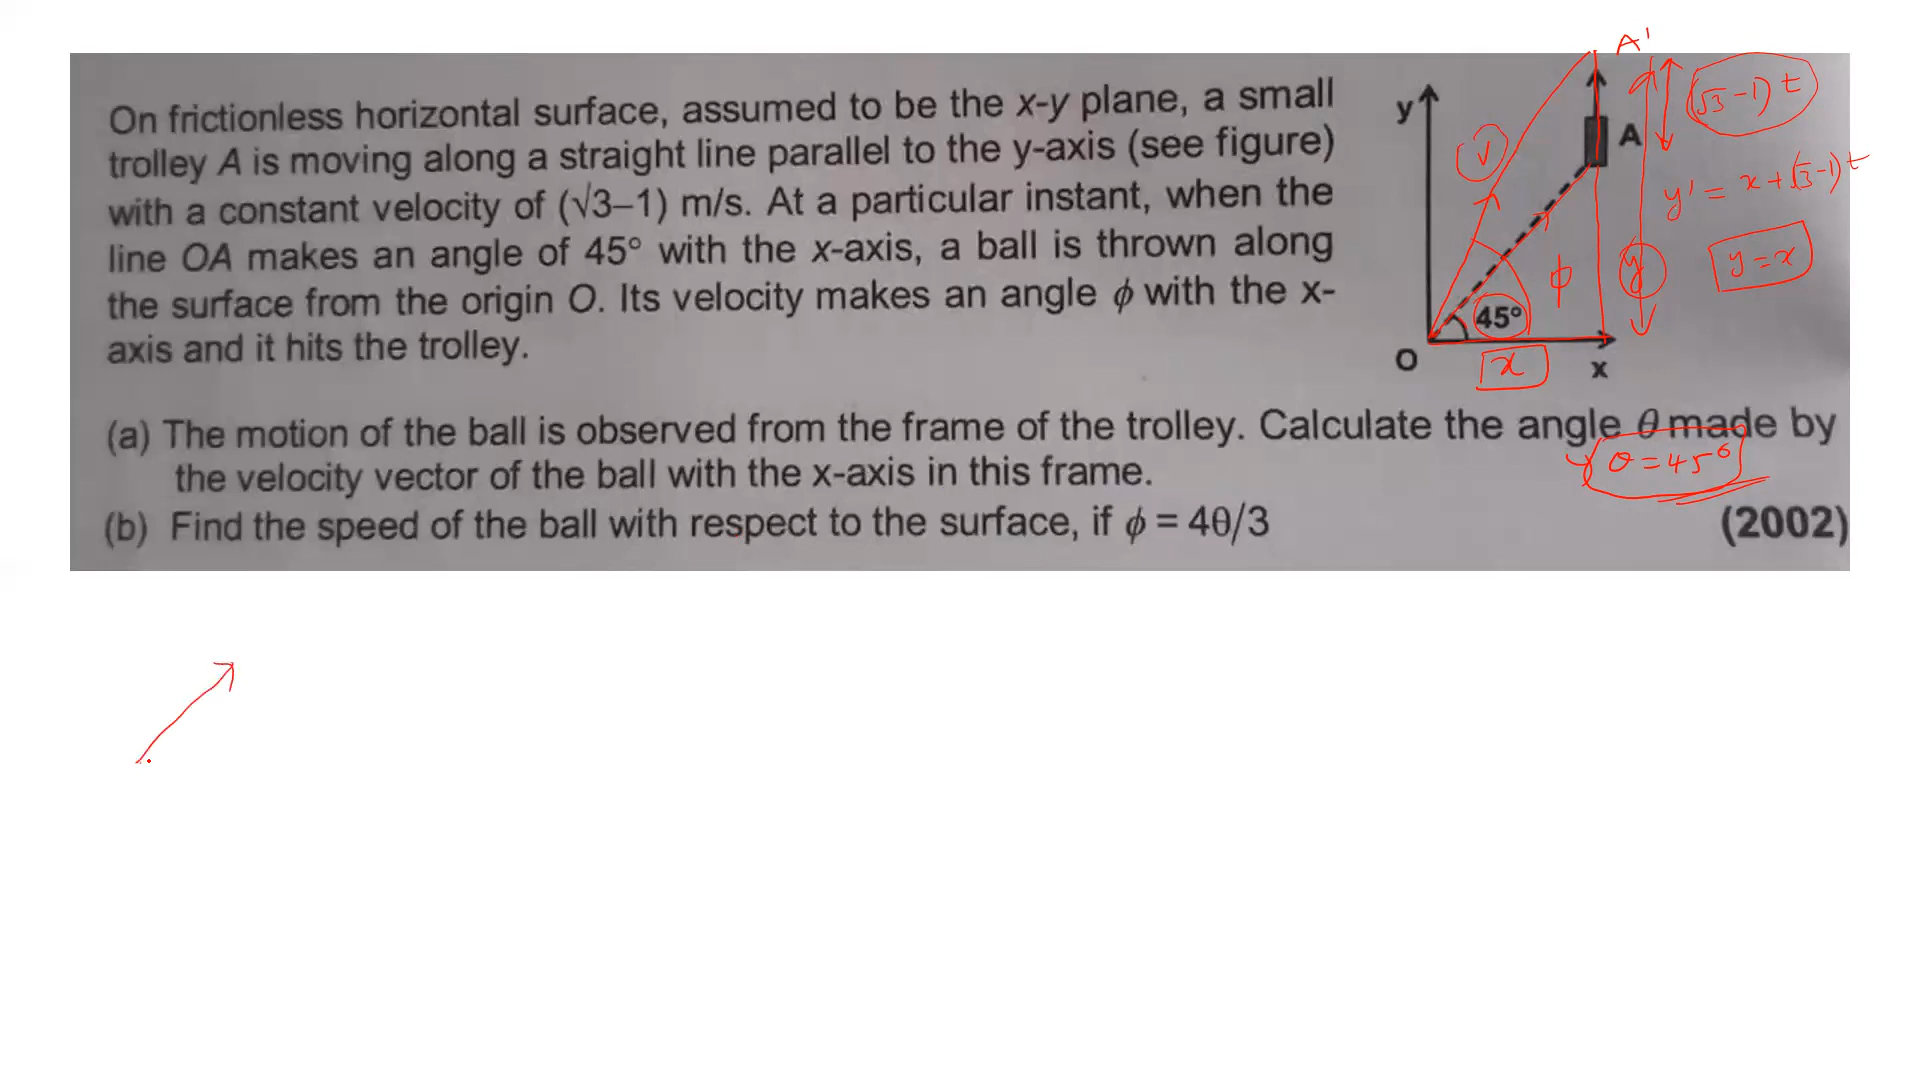 On frictionless horizontal surface, assumed to be the x-y plane, a small
trolley A is moving along a straight line parallel to the y-axis (see figure)
with a constant velocity of (√3–1) m/s. At a particular instant, when the
line OA makes an angle of 45° with the x-axis, a ball is thrown along
the surface from the origin O. Its velocity makes an angle ϕ with the x-
axis and it hits the trolley.
A'
(√3-1)t
y
A
V
y' = x+(√3-1)t
y
y=x
ϕ
45°
O
x
x
(a) The motion of the ball is observed from the frame of the trolley. Calculate the angle θ made by
the velocity vector of the ball with the x-axis in this frame.
θ=45°
(b) Find the speed of the ball with respect to the surface, if ϕ = 4θ/3
(2002)